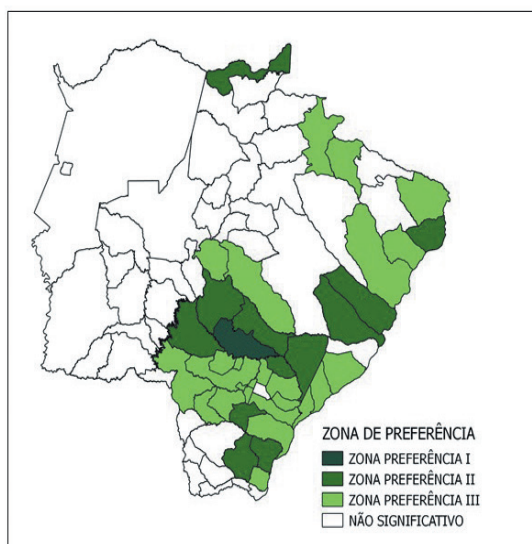 ZONA DE PREFERÊNCIA
ZONA PREFERÊNCIA I
ZONA PREFERÊNCIA II
ZONA PREFERÊNCIA III
NÃO SIGNIFICATIVO